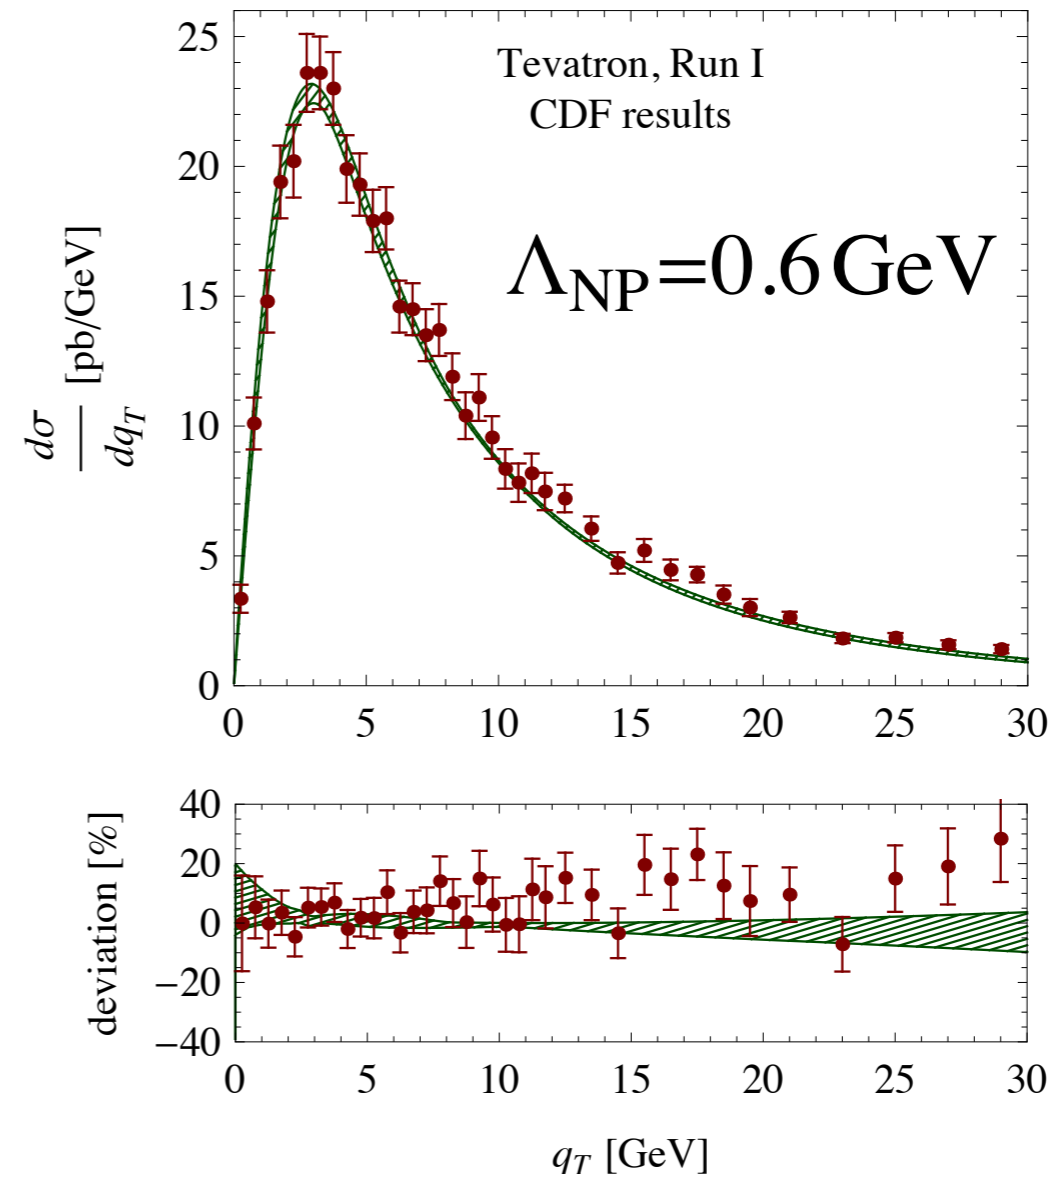 Tevatron, Run I
CDF results
Λ_NP=0.6 GeV
dσ/dq_T [pb/GeV]
25
20
15
10
5
0
0 5 10 15 20 25 30
deviation [%]
40
20
0
−20
−40
0 5 10 15 20 25 30
q_T [GeV]